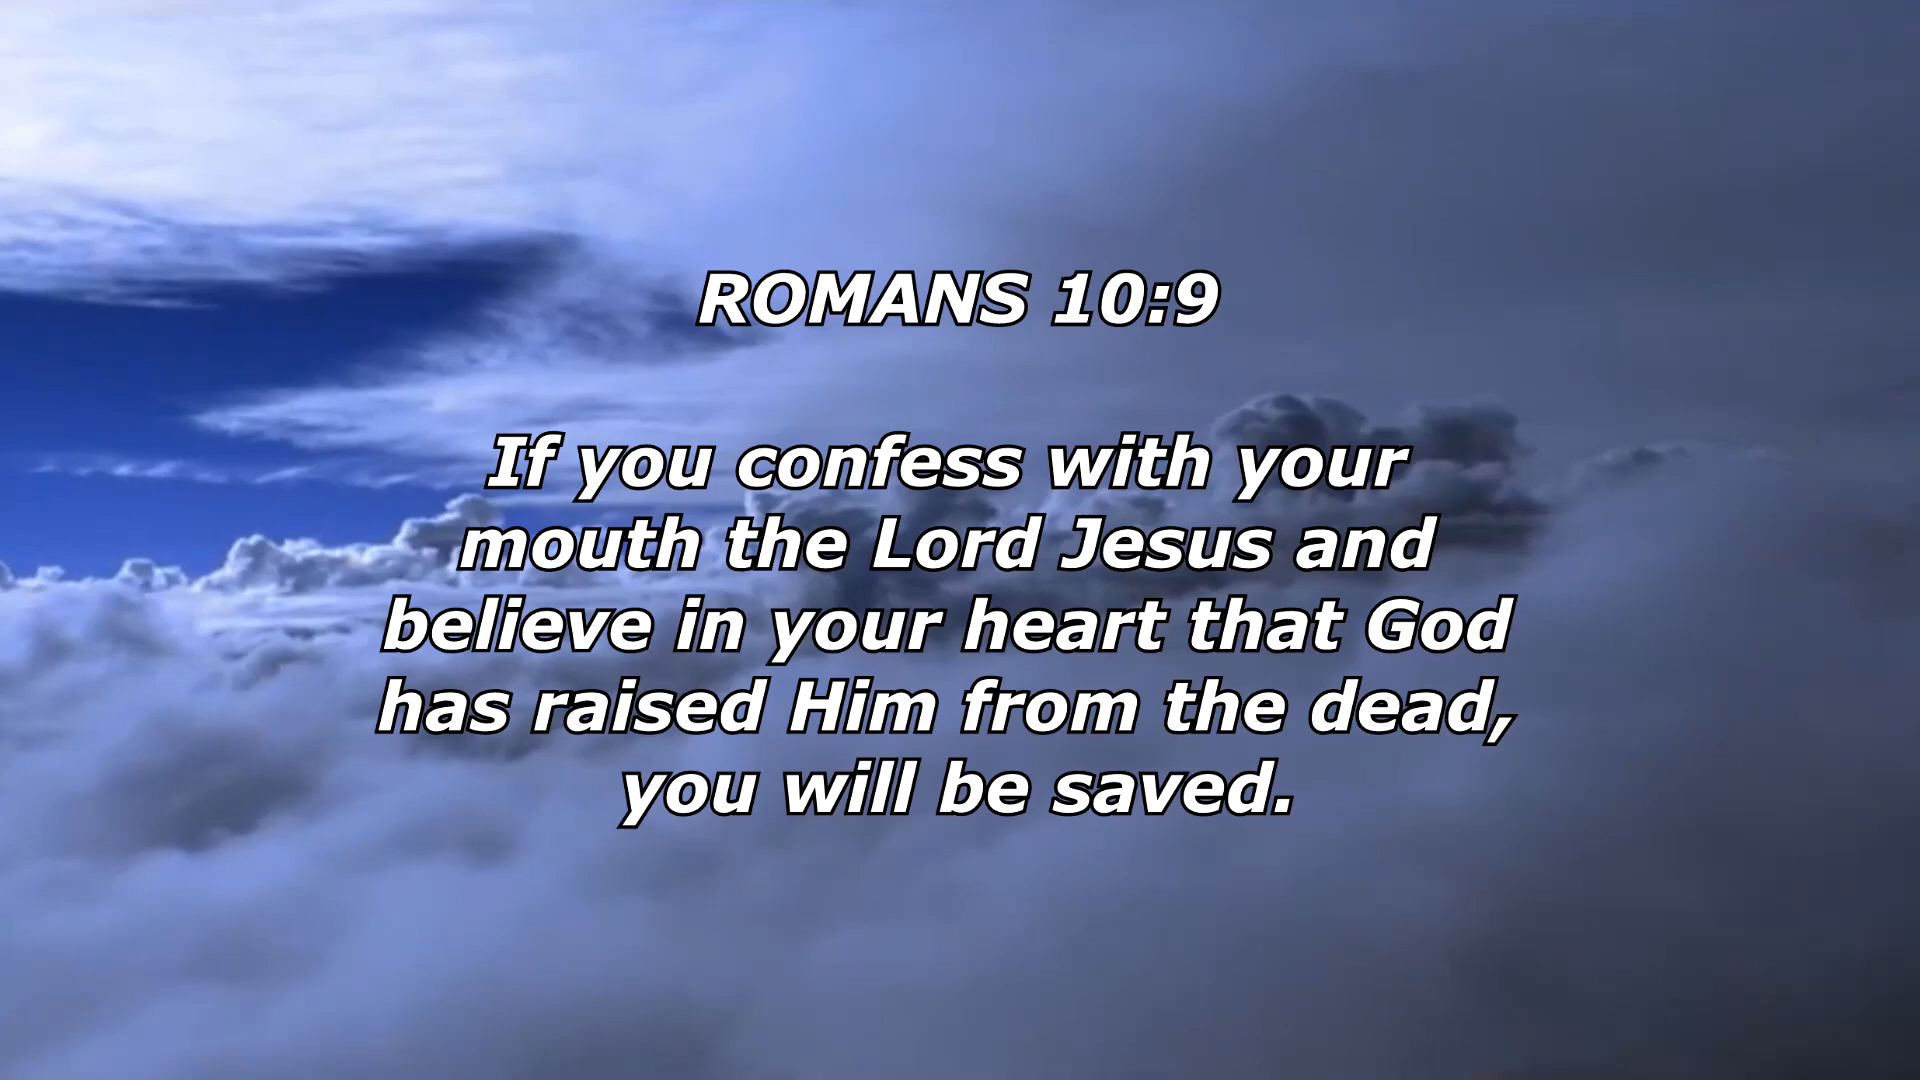 ROMANS 10:9
If you confess with your
mouth the Lord Jesus and
believe in your heart that God
has raised Him from the dead,
you will be saved.